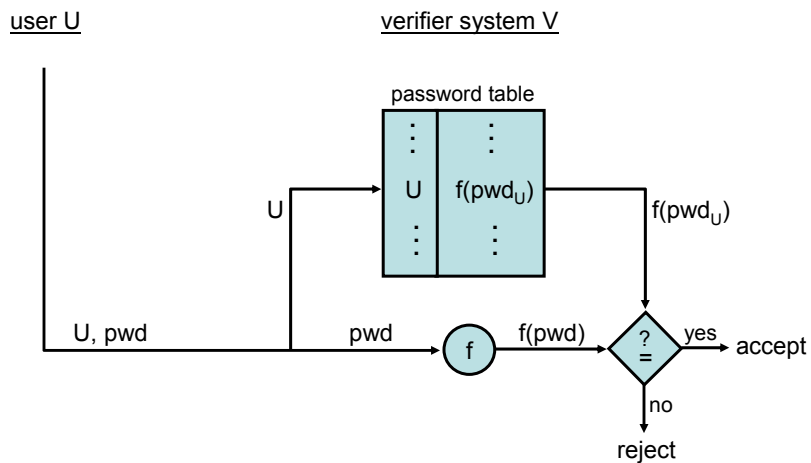 user U
verifier system V
password table
⋮ ⋮
U f(pwd_U)
⋮ ⋮
U
f(pwd_U)
U, pwd
pwd
f
f(pwd)
?
=
yes
accept
no
reject